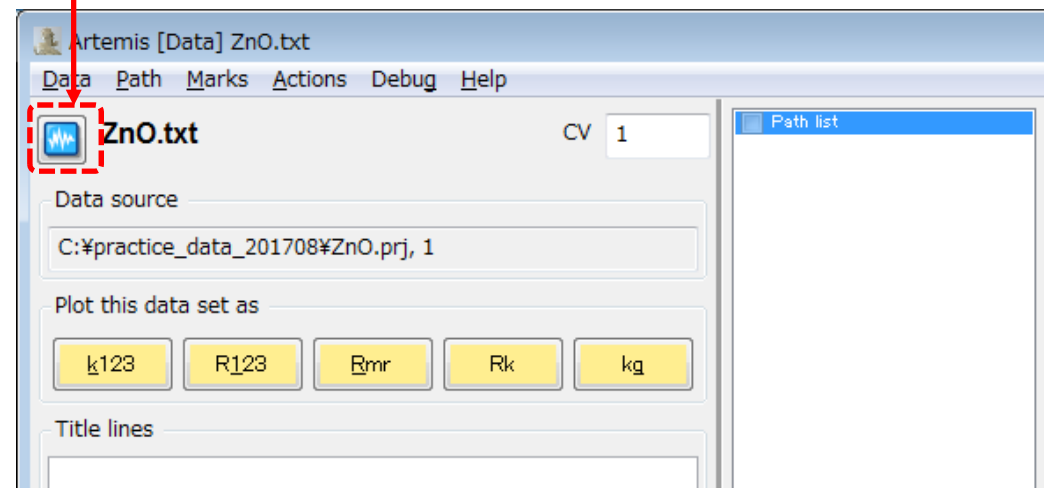 Artemis [Data] ZnO.txt
Data Path Marks Actions Debug Help
ZnO.txt
CV 1
Path list
Data source
C:¥practice_data_201708¥ZnO.prj, 1
Plot this data set as
k123 R123 Rmr Rk kq
Title lines